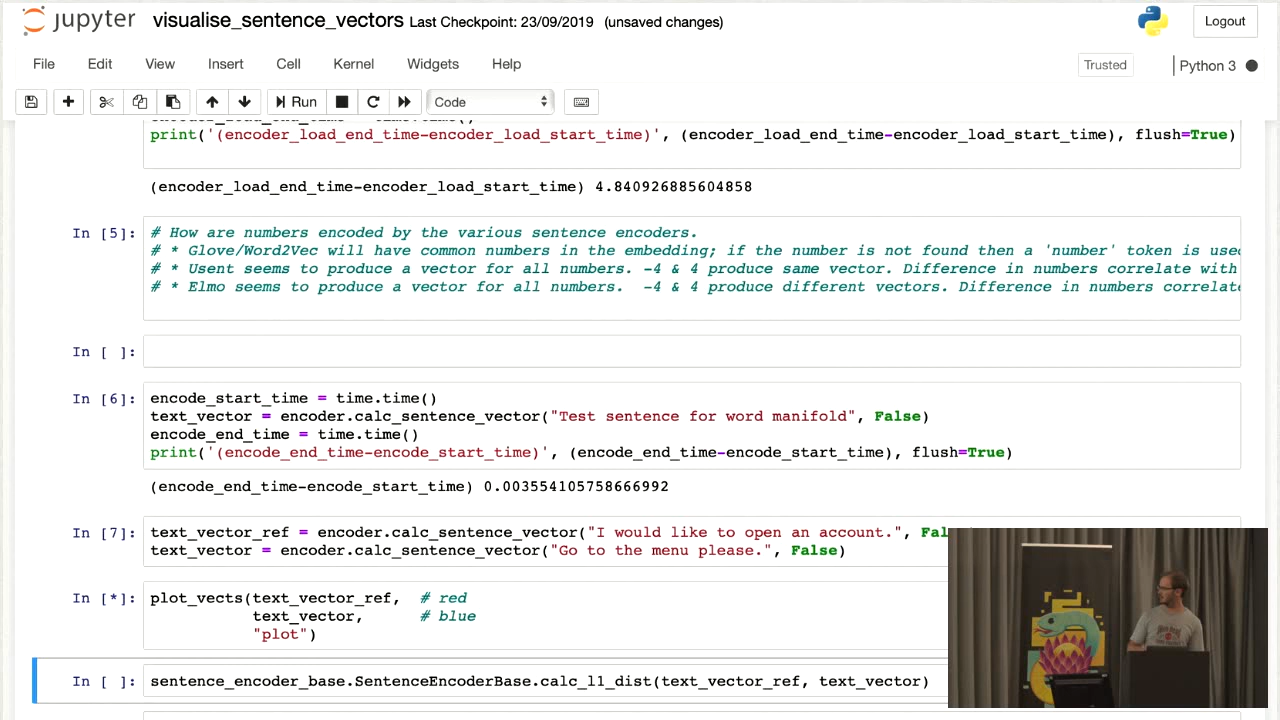 jupyter visualise_sentence_vectors Last Checkpoint: 23/09/2019 (unsaved changes) Logout
File Edit View Insert Cell Kernel Widgets Help Trusted Python 3
Run Code
print('(encoder_load_end_time-encoder_load_start_time)', (encoder_load_end_time-encoder_load_start_time), flush=True)
(encoder_load_end_time-encoder_load_start_time) 4.840926885604858
In [5]: # How are numbers encoded by the various sentence encoders.
# * Glove/Word2Vec will have common numbers in the embedding; if the number is not found then a 'number' token is used
# * Usent seems to produce a vector for all numbers. -4 & 4 produce same vector. Difference in numbers correlate with
# * Elmo seems to produce a vector for all numbers.  -4 & 4 produce different vectors. Difference in numbers correlate
In [ ]:
In [6]: encode_start_time = time.time()
text_vector = encoder.calc_sentence_vector("Test sentence for word manifold", False)
encode_end_time = time.time()
print('(encode_end_time-encode_start_time)', (encode_end_time-encode_start_time), flush=True)
(encode_end_time-encode_start_time) 0.003554105758666992
In [7]: text_vector_ref = encoder.calc_sentence_vector("I would like to open an account.",
text_vector = encoder.calc_sentence_vector("Go to the menu please.", False)
In [*]: plot_vects(text_vector_ref,  # red
text_vector,      # blue
"plot")
In [ ]: sentence_encoder_base.SentenceEncoderBase.calc_l1_dist(text_vector_ref, text_vector)